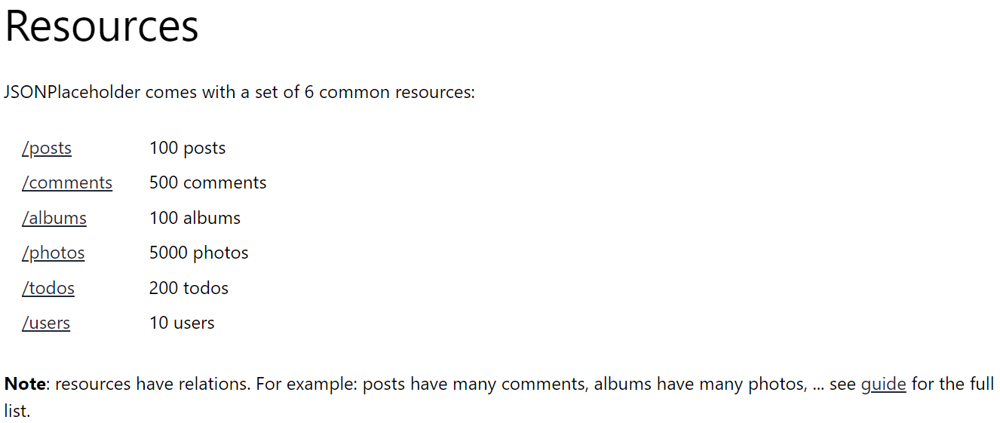 Resources
JSONPlaceholder comes with a set of 6 common resources:
/posts 100 posts
/comments 500 comments
/albums 100 albums
/photos 5000 photos
/todos 200 todos
/users 10 users
Note: resources have relations. For example: posts have many comments, albums have many photos, ... see guide for the full
list.